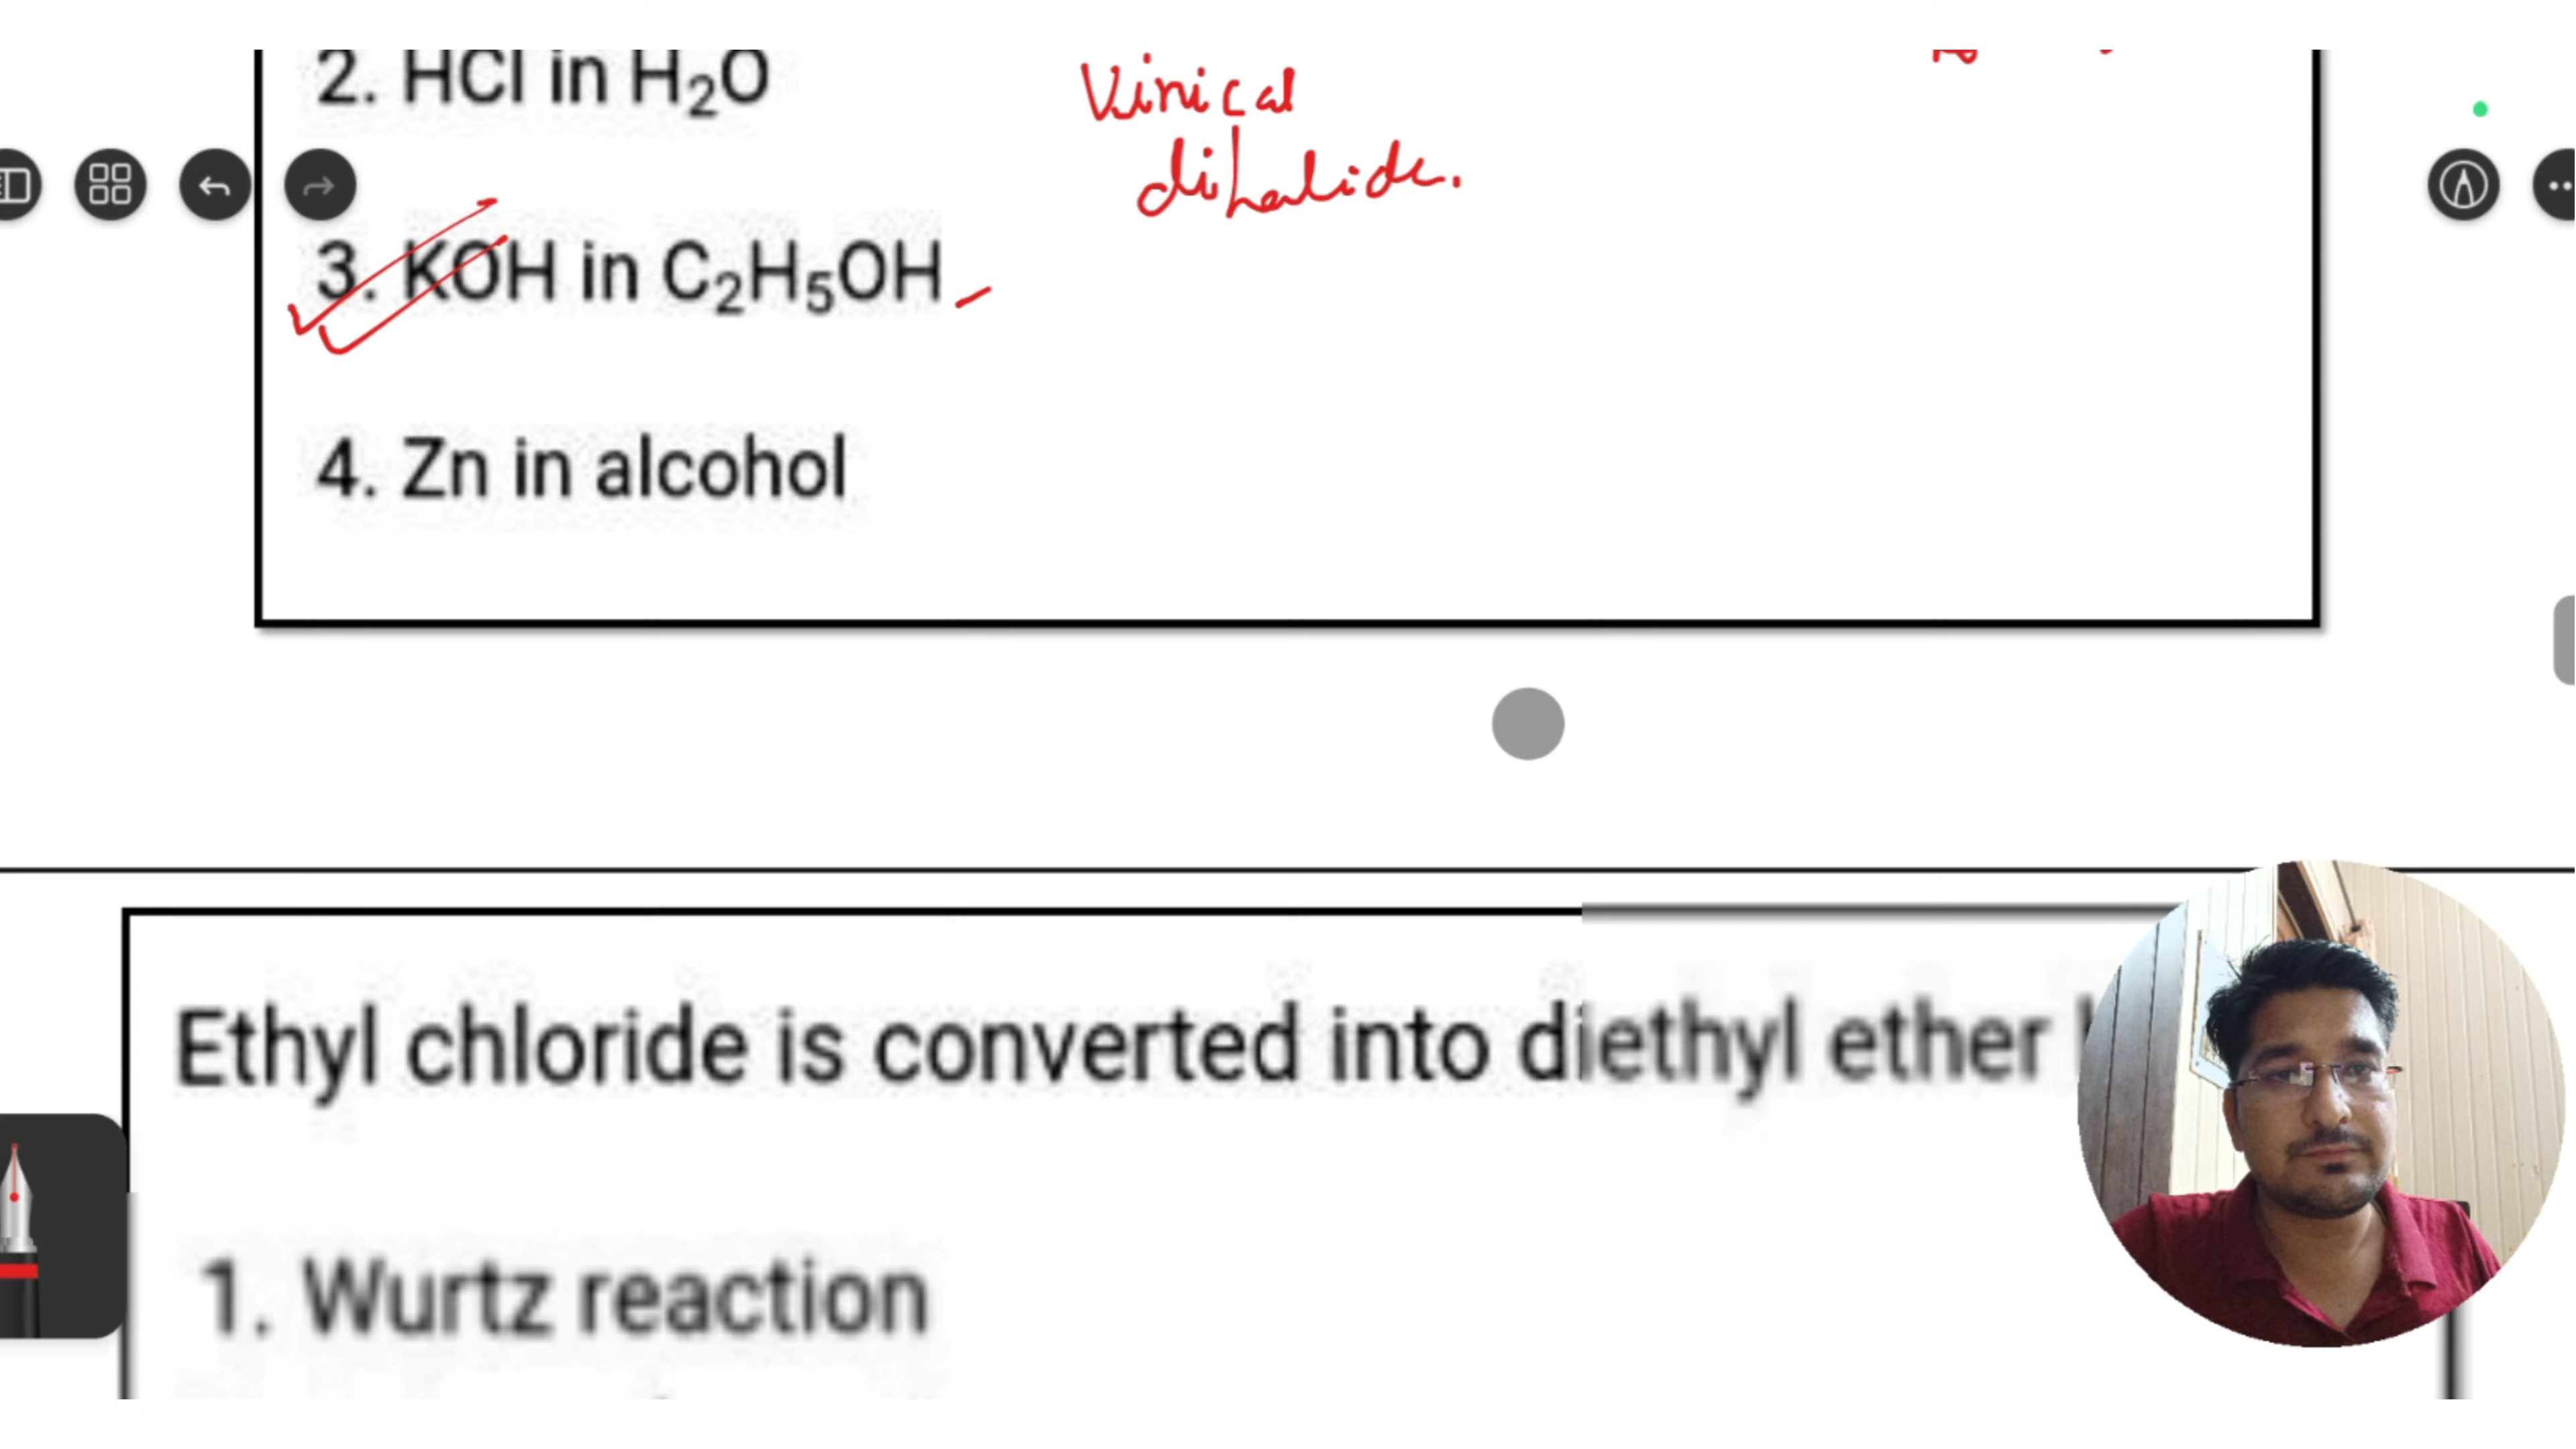 2. HCl in H₂O
Vinical
dihalide.
3. KOH in C₂H₅OH
4. Zn in alcohol
Ethyl chloride is converted into diethyl ether
1. Wurtz reaction